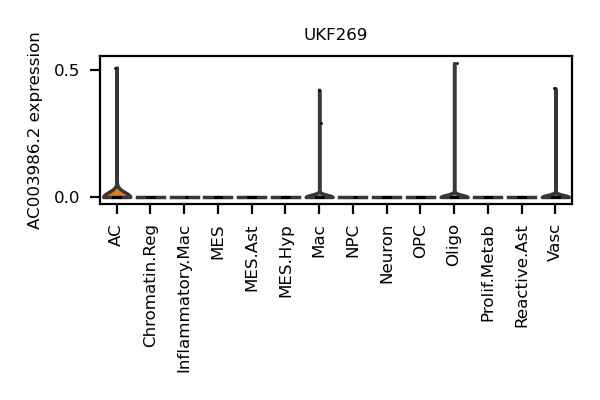 UKF269
AC003986.2 expression
0.5
0.0
AC
Chromatin.Reg
Inflammatory.Mac
MES
MES.Ast
MES.Hyp
Mac
NPC
Neuron
OPC
Oligo
Prolif.Metab
Reactive.Ast
Vasc